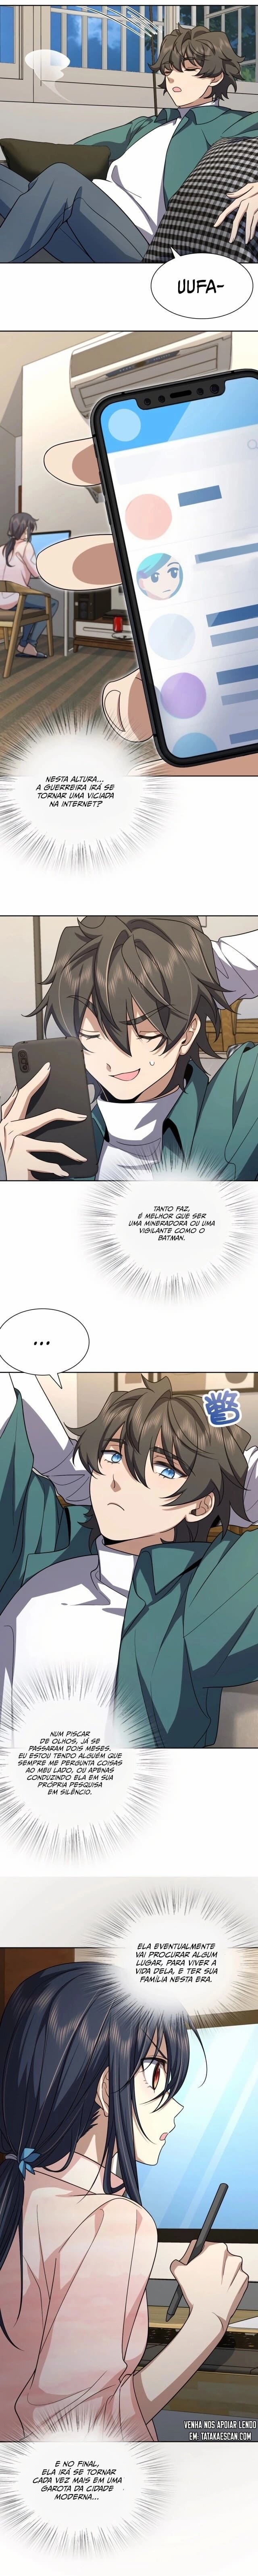 UUFA~
NESTA ALTURA...
A GUERREIRA IRÁ SE
TORNAR UMA VICIADA
NA INTERNET?
TANTO FAZ,
É MELHOR QUE SER
UMA MINERADORA OU UMA
VIGILANTE COMO O
BATMAN.
...
NUM PISCAR
DE OLHOS, JÁ SE
PASSARAM DOIS MESES.
EU ESTOU TENDO ALGUÉM QUE
SEMPRE ME PERGUNTA COISAS
AO MEU LADO, OU APENAS
CONDUZINDO ELA EM SUA
PRÓPRIA PESQUISA
EM SILÊNCIO.
ELA EVENTUALMENTE
VAI PROCURAR ALGUM
LUGAR, PARA VIVER A
VIDA DELA, E TER SUA
FAMÍLIA NESTA ERA.
VENHA NOS APOIAR LENDO
EM: TATAKAESCAN.COM
E NO FINAL,
ELA IRÁ SE TORNAR
CADA VEZ MAIS EM UMA
GAROTA DA CIDADE
MODERNA...